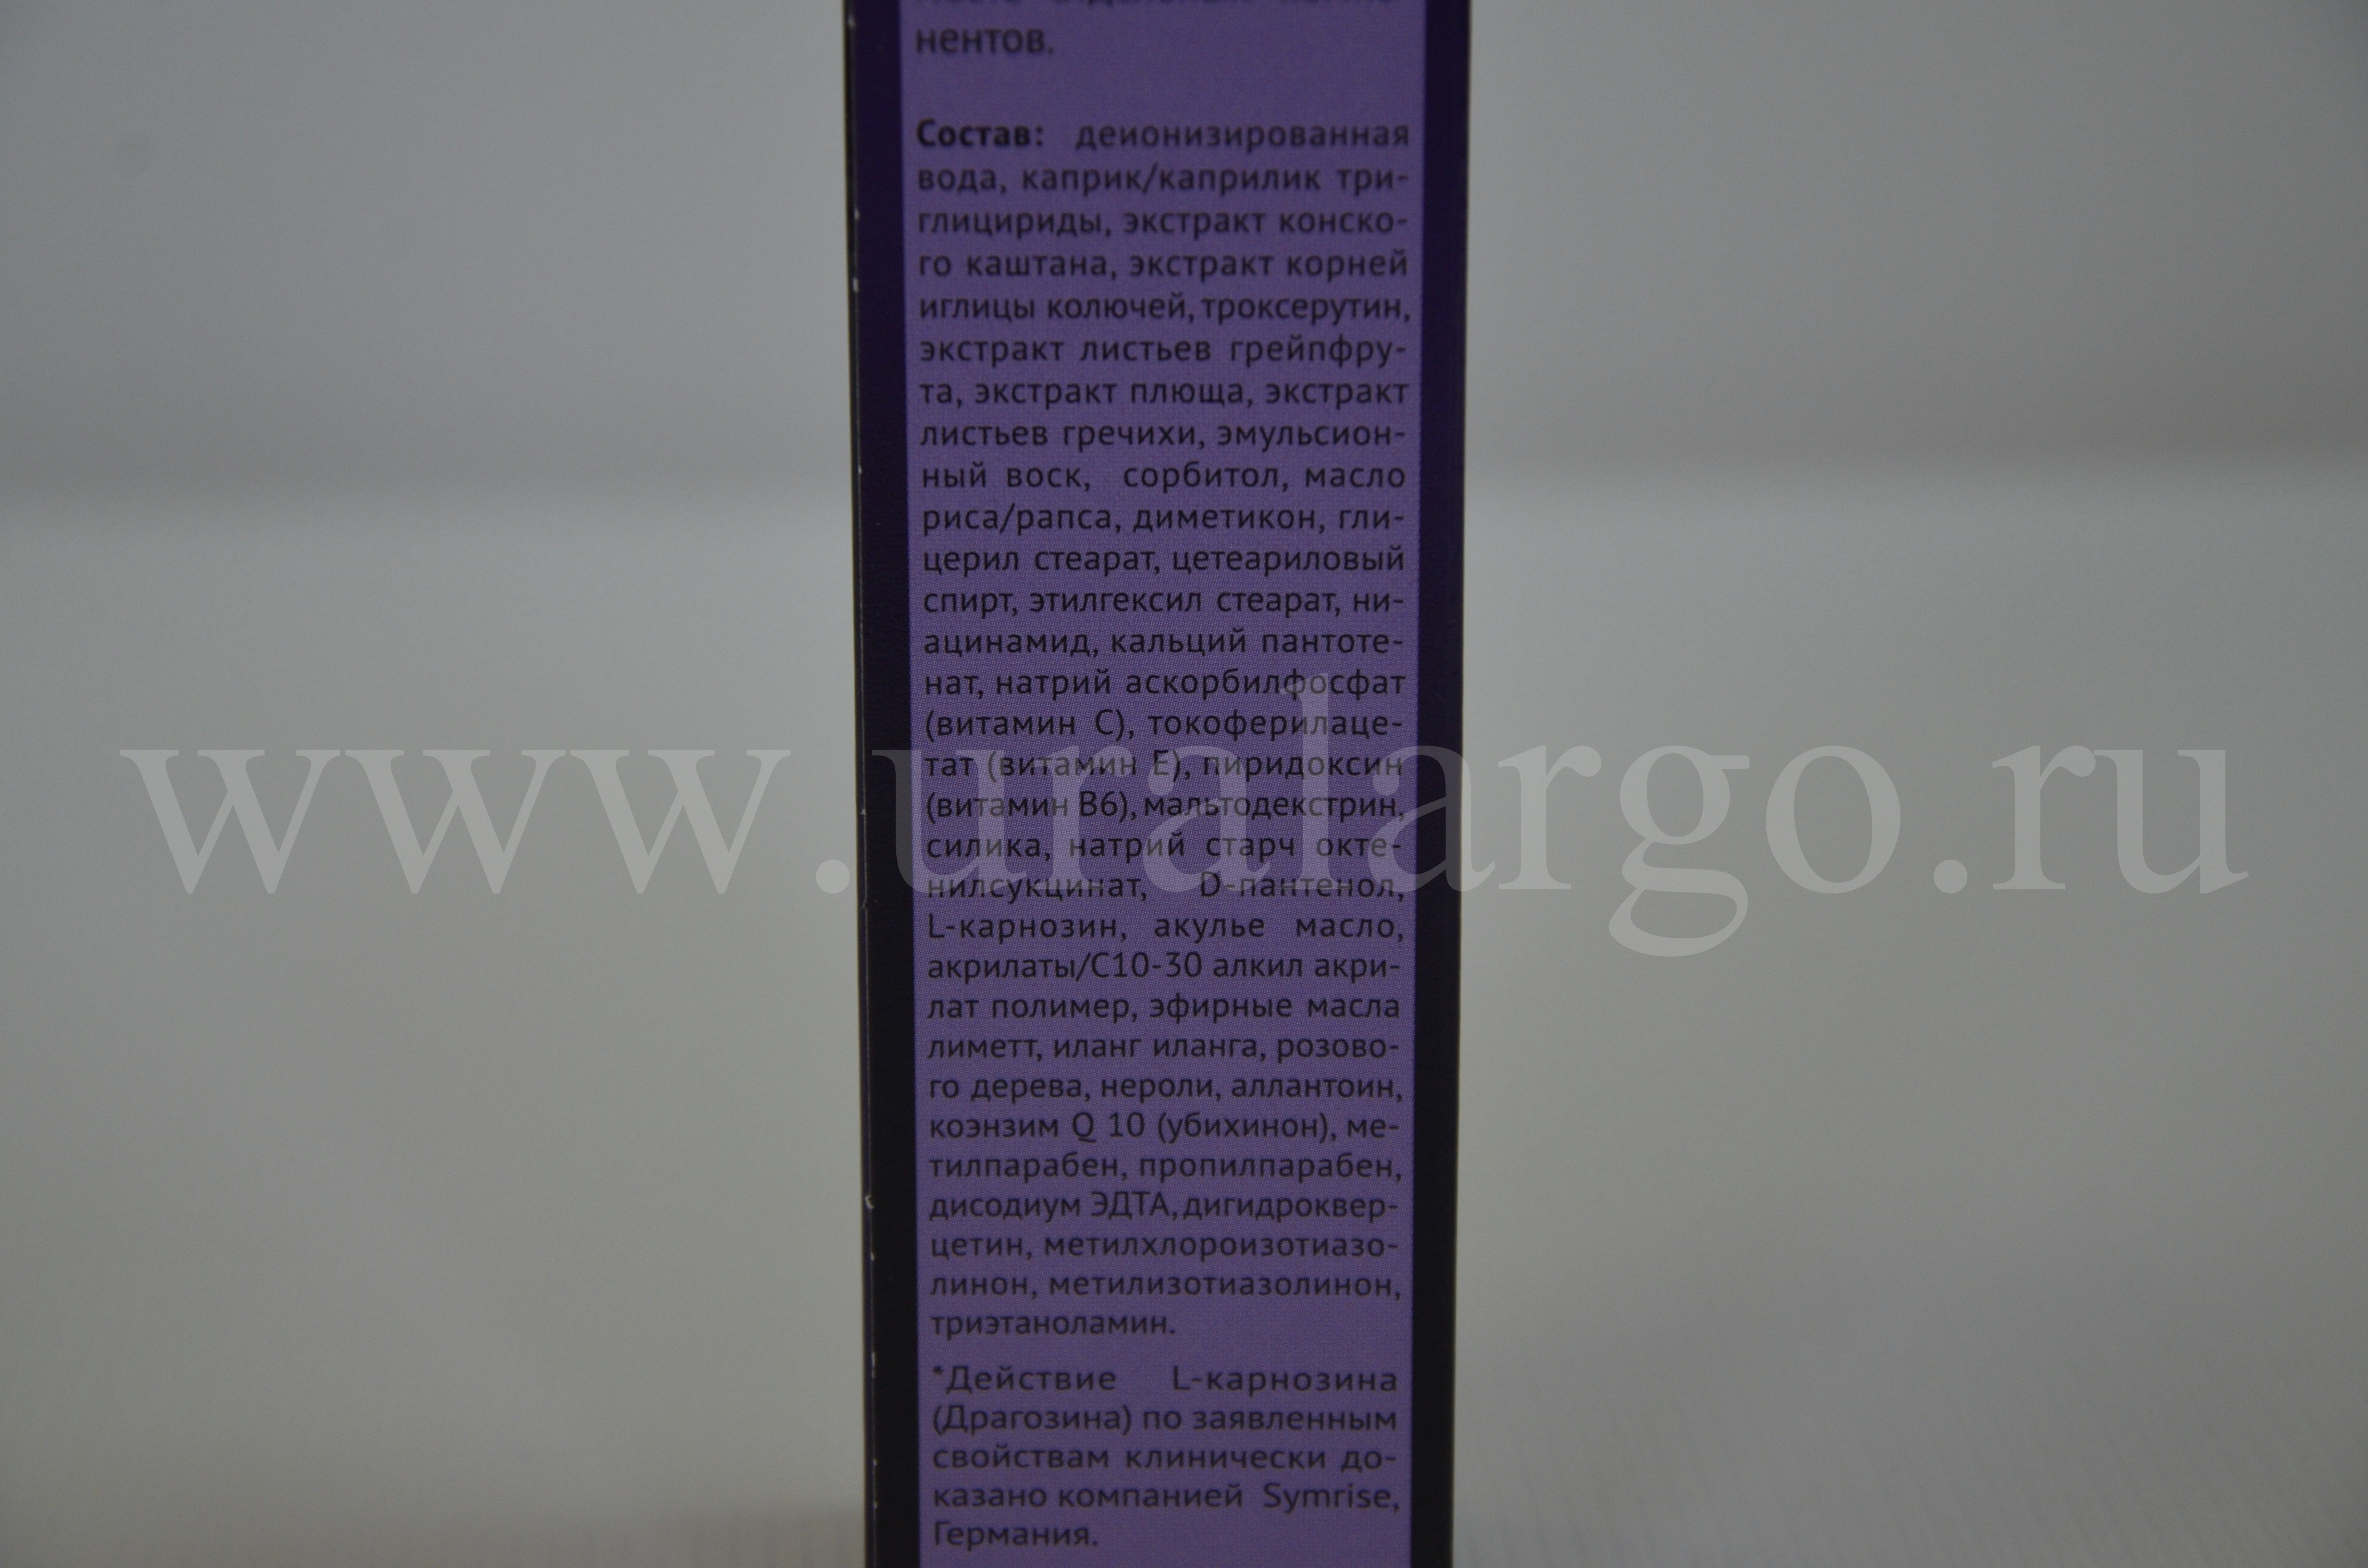 нентов.
Состав: деионизированная
вода, каприк/каприлик три-
глицириды, экстракт конско-
го каштана, экстракт корней
иглицы колючей, троксерутин,
экстракт листьев грейпфру-
та, экстракт плюща, экстракт
листьев гречихи, эмульсион-
ный воск, сорбитол, масло
риса/рапса, диметикон, гли-
церил стеарат, цетеариловый
спирт, этилгексил стеарат, ни-
ацинамид, кальций пантоте-
нат, натрий аскорбилфосфат
(витамин С), токоферилаце-
тат (витамин Е), пиридоксин
(витамин В6), мальтодекстрин,
силика, натрий старч окте-
нилсукцинат, D-пантенол,
L-карнозин, акулье масло,
акрилаты/С10-30 алкил акри-
лат полимер, эфирные масла
лиметт, иланг иланга, розово-
го дерева, нероли, аллантоин,
коэнзим Q 10 (убихинон), ме-
тилпарабен, пропилпарабен,
дисодиум ЭДТА, дигидроквер-
цетин, метилхлороизотиазо-
линон, метилизотиазолинон,
триэтаноламин.
*Действие L-карнозина
(Драгозина) по заявленным
свойствам клинически до-
казано компанией Symrise,
Германия.
www.uralargo.ru